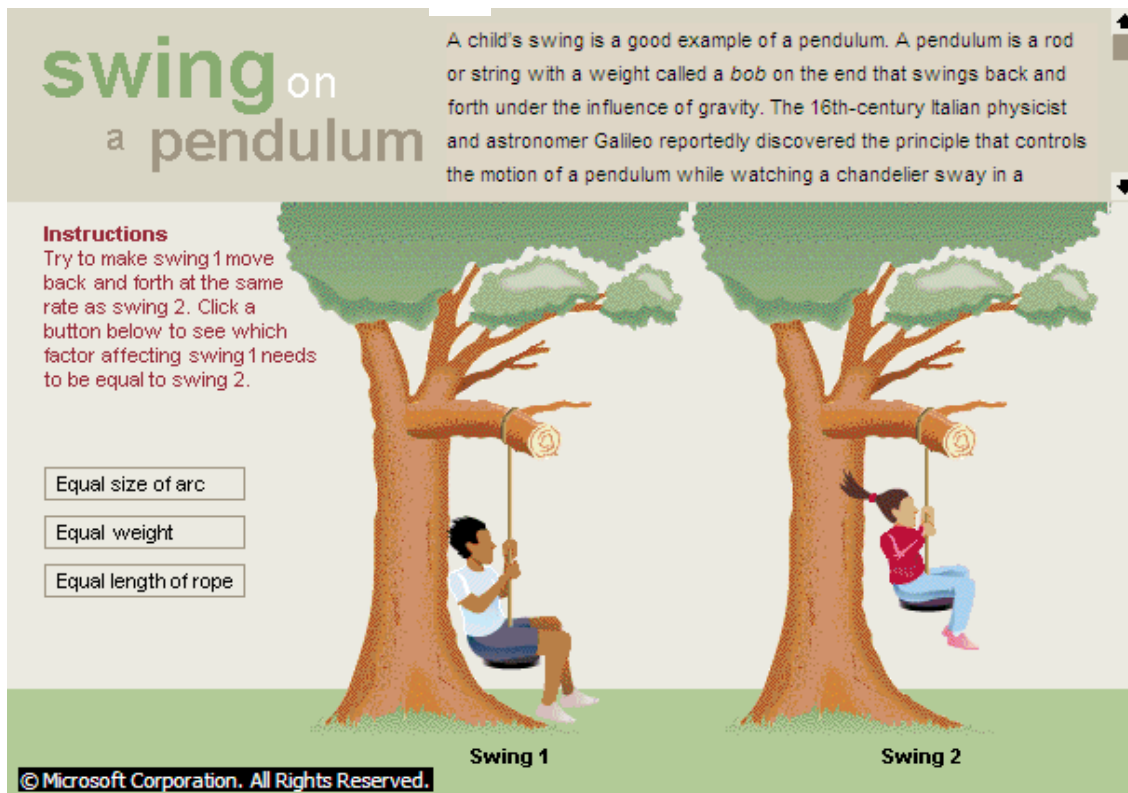 swing on
a pendulum
A child's swing is a good example of a pendulum. A pendulum is a rod
or string with a weight called a bob on the end that swings back and
forth under the influence of gravity. The 16th-century Italian physicist
and astronomer Galileo reportedly discovered the principle that controls
the motion of a pendulum while watching a chandelier sway in a
Instructions
Try to make swing 1 move
back and forth at the same
rate as swing 2. Click a
button below to see which
factor affecting swing 1 needs
to be equal to swing 2.
Equal size of arc
Equal weight
Equal length of rope
Swing 1
Swing 2
© Microsoft Corporation. All Rights Reserved.